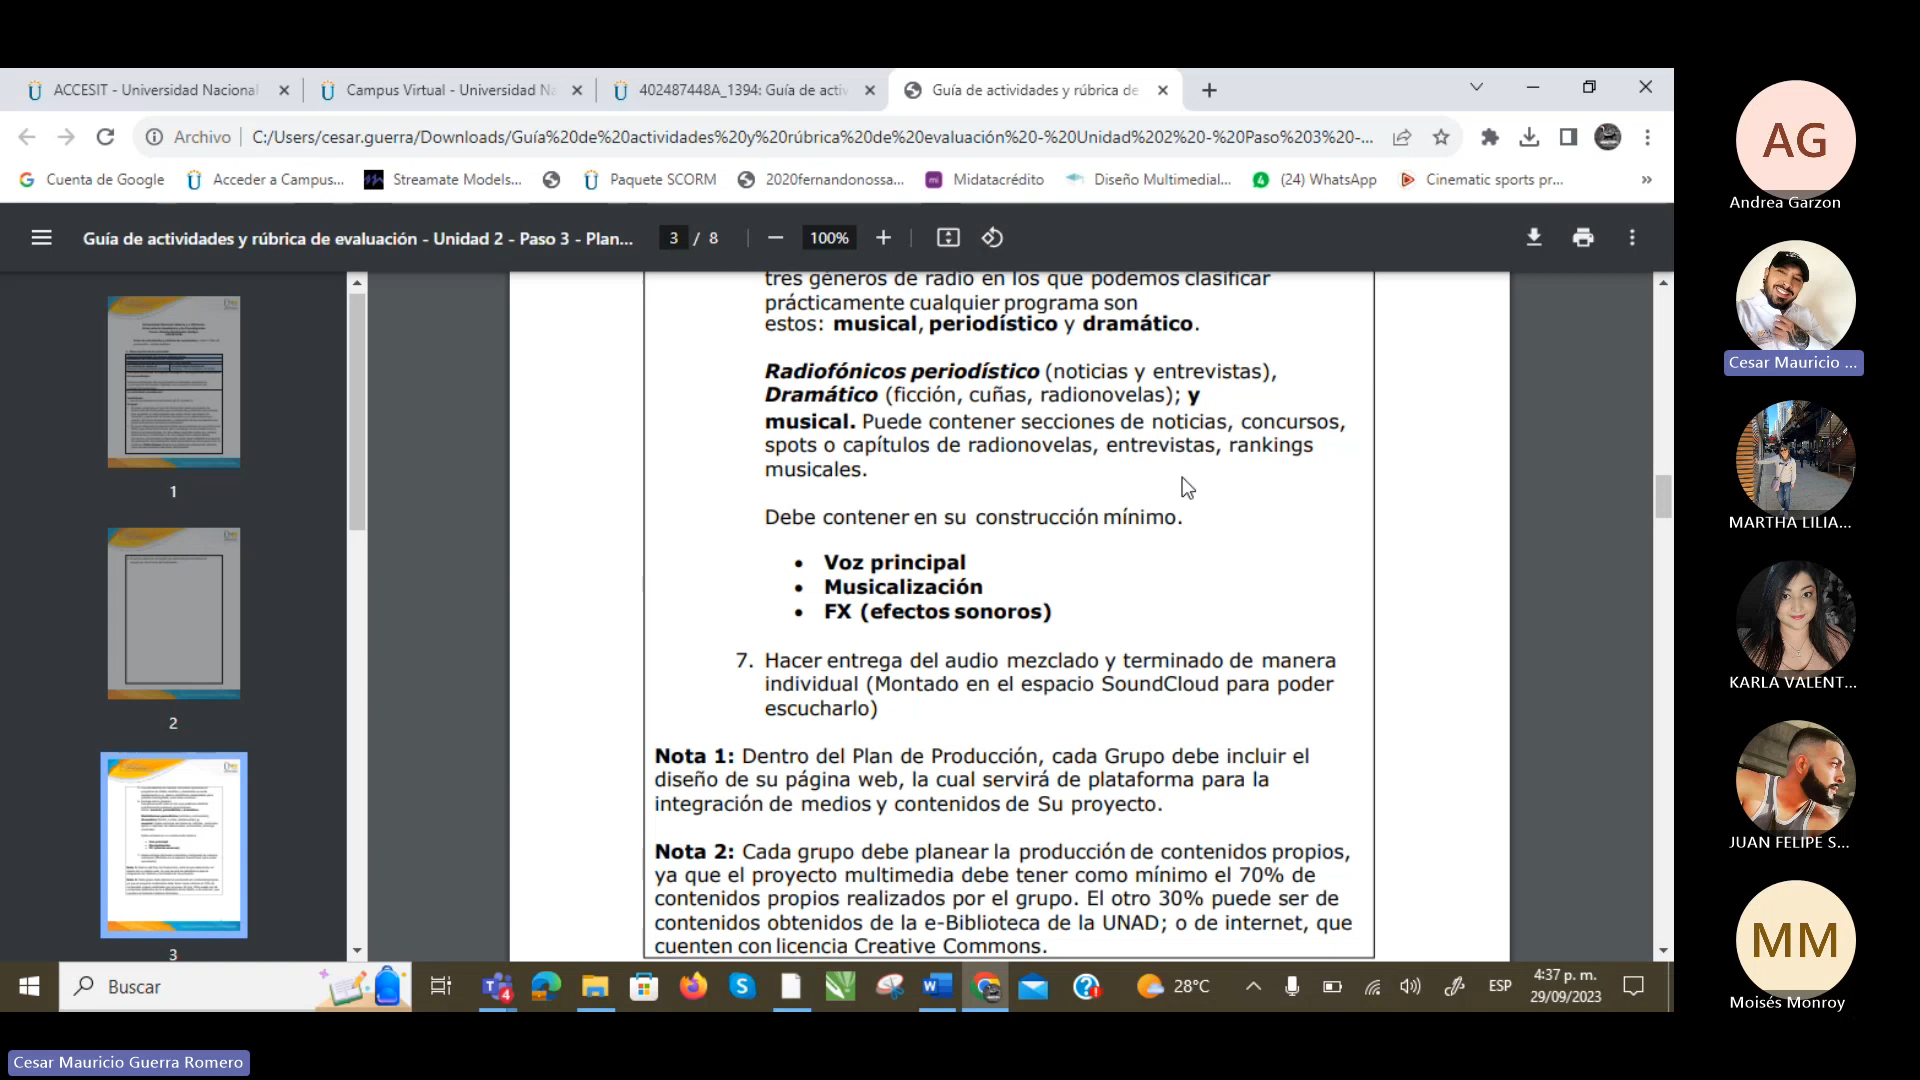 ACCESIT - Universidad Nacional
Campus Virtual - Universidad Na
402487448A_1394: Guía de activ
Guía de actividades y rúbrica de
Archivo
C:/Users/cesar.guerra/Downloads/Guía%20de%20actividades%20y%20rúbrica%20de%20evaluación%20-%20Unidad%202%20-%20Paso%203%20-...
Cuenta de Google
Acceder a Campus...
Streamate Models...
Paquete SCORM
2020fernandonossa...
Midatacrédito
Diseño Multimedial...
(24) WhatsApp
Cinematic sports pr...
»
Guía de actividades y rúbrica de evaluación - Unidad 2 - Paso 3 - Plan...
3 / 8
100%
1
2
3
tres géneros de radio en los que podemos clasificar
prácticamente cualquier programa son
estos: musical, periodístico y dramático.
Radiofónicos periodístico (noticias y entrevistas),
Dramático (ficción, cuñas, radionovelas); y
musical. Puede contener secciones de noticias, concursos,
spots o capítulos de radionovelas, entrevistas, rankings
musicales.
Debe contener en su construcción mínimo.
• Voz principal
• Musicalización
• FX (efectos sonoros)
7. Hacer entrega del audio mezclado y terminado de manera
individual (Montado en el espacio SoundCloud para poder
escucharlo)
Nota 1: Dentro del Plan de Producción, cada Grupo debe incluir el
diseño de su página web, la cual servirá de plataforma para la
integración de medios y contenidos de Su proyecto.
Nota 2: Cada grupo debe planear la producción de contenidos propios,
ya que el proyecto multimedia debe tener como mínimo el 70% de
contenidos propios realizados por el grupo. El otro 30% puede ser de
contenidos obtenidos de la e-Biblioteca de la UNAD; o de internet, que
cuenten con licencia Creative Commons.
Buscar
28°C
ESP
4:37 p. m.
29/09/2023
AG
Andrea Garzon
Cesar Mauricio ...
MARTHA LILIA...
KARLA VALENT...
JUAN FELIPE S...
MM
Moisés Monroy
Cesar Mauricio Guerra Romero